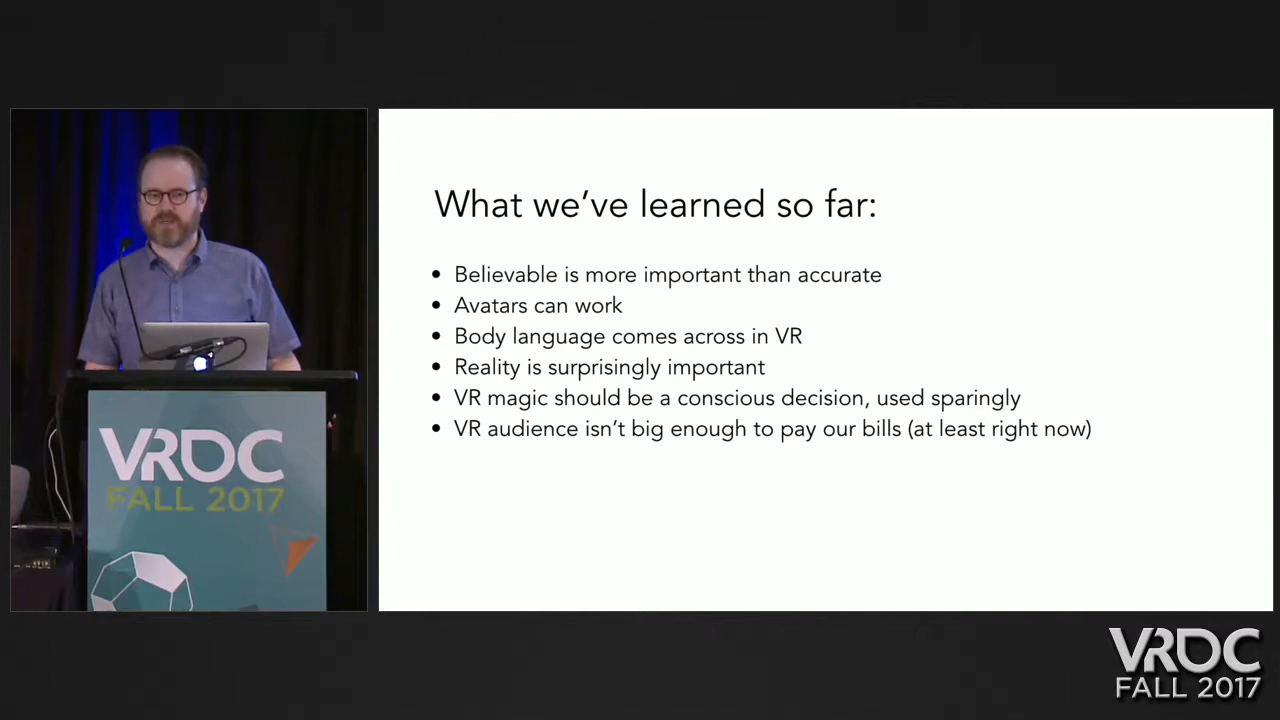 What we've learned so far:
• Believable is more important than accurate
• Avatars can work
• Body language comes across in VR
• Reality is surprisingly important
• VR magic should be a conscious decision, used sparingly
• VR audience isn't big enough to pay our bills (at least right now)
VRDC
FALL 2017
VRDC
FALL 2017